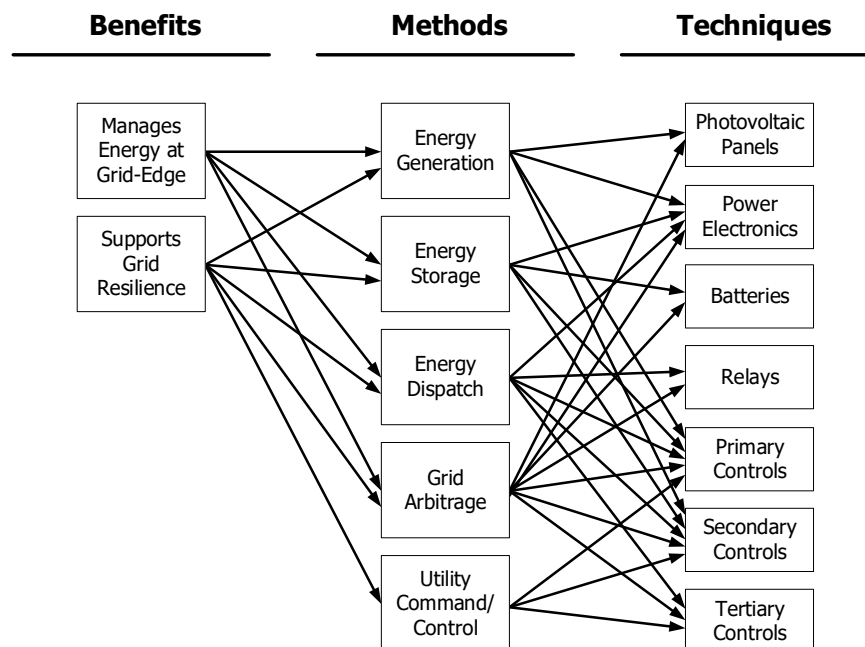 Benefits
Methods
Techniques
Manages
Energy at
Grid-Edge
Supports
Grid
Resilience
Energy
Generation
Energy
Storage
Energy
Dispatch
Grid
Arbitrage
Utility
Command/
Control
Photovoltaic
Panels
Power
Electronics
Batteries
Relays
Primary
Controls
Secondary
Controls
Tertiary
Controls